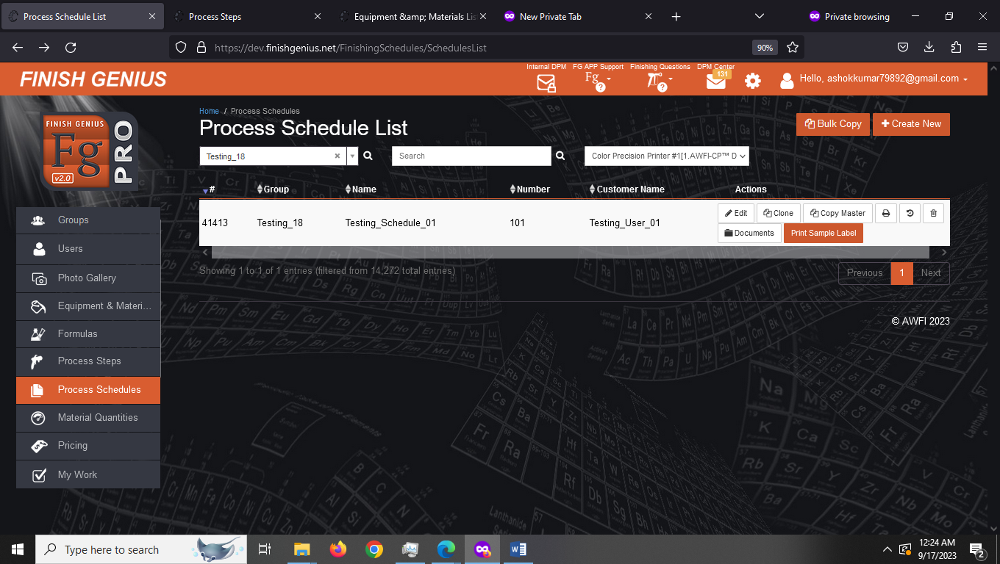 Process Schedule List
Process Steps
Equipment &amp; Materials Lis
New Private Tab
Private browsing
https://dev.finishgenius.net/FinishingSchedules/SchedulesList
90%
FINISH GENIUS
Internal DPM
FG APP Support
Finishing Questions
DPM Center
131
Hello, ashokkumar79892@gmail.com
FINISH GENIUS
Fg
v2.0
PRO
Home / Process Schedules
Process Schedule List
Bulk Copy
Create New
Testing_18
Search
Color Precision Printer #1[1.AWFI-CP™ D
# Group Name Number Customer Name Actions
41413 Testing_18 Testing_Schedule_01 101 Testing_User_01
Edit Clone Copy Master
Documents Print Sample Label
Showing 1 to 1 of 1 entries (filtered from 14,272 total entries)
Previous 1 Next
© AWFI 2023
Groups
Users
Photo Gallery
Equipment & Materi...
Formulas
Process Steps
Process Schedules
Material Quantities
Pricing
My Work
Type here to search
12:24 AM
9/17/2023
2